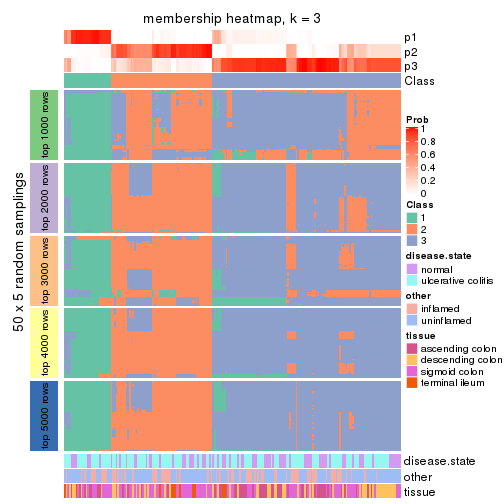 membership heatmap, k = 3
p1
p2
p3
Class
50 x 5 random samplings
top 1000 rows
top 2000 rows
top 3000 rows
top 4000 rows
top 5000 rows
disease.state
other
tissue
Prob
1
0.8
0.6
0.4
0.2
0
Class
1
2
3
disease.state
normal
ulcerative colitis
other
inflamed
uninflamed
tissue
ascending colon
descending colon
sigmoid colon
terminal ileum